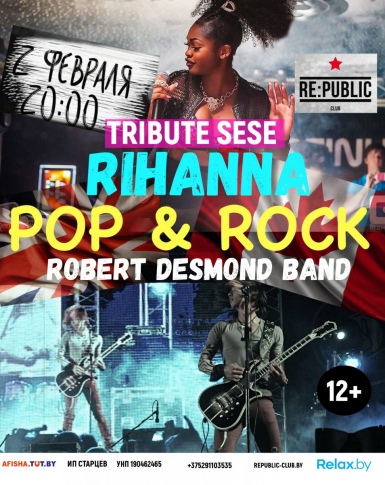 2 ФЕВРАЛЯ
20:00
RE:PUBLIC
CLUB
TRIBUTE SESE
RIHANNA
POP & ROCK
ROBERT DESMOND BAND
12+
AFISHA.TUT.BY ИП СТАРЦЕВ УНП 190462465 +375291103535 REPUBLIC-CLUB.BY Relax.by